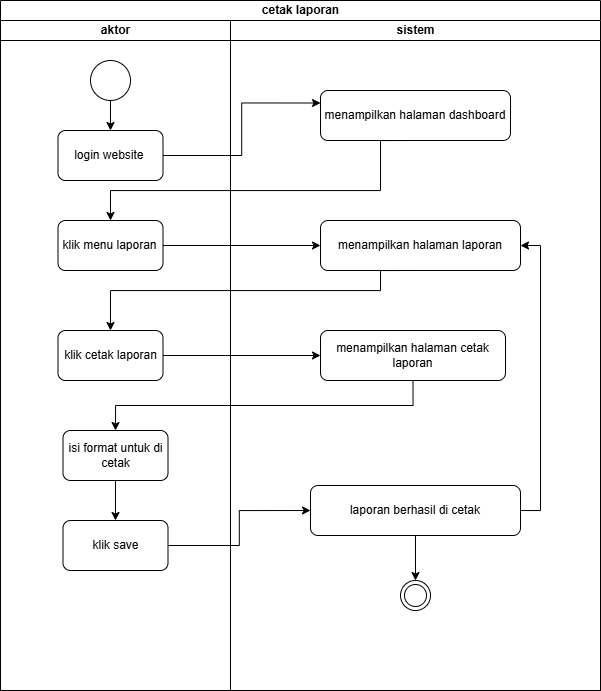 cetak laporan
aktor
sistem
login website
menampilkan halaman dashboard
klik menu laporan
menampilkan halaman laporan
klik cetak laporan
menampilkan halaman cetak
laporan
isi format untuk di
cetak
klik save
laporan berhasil di cetak